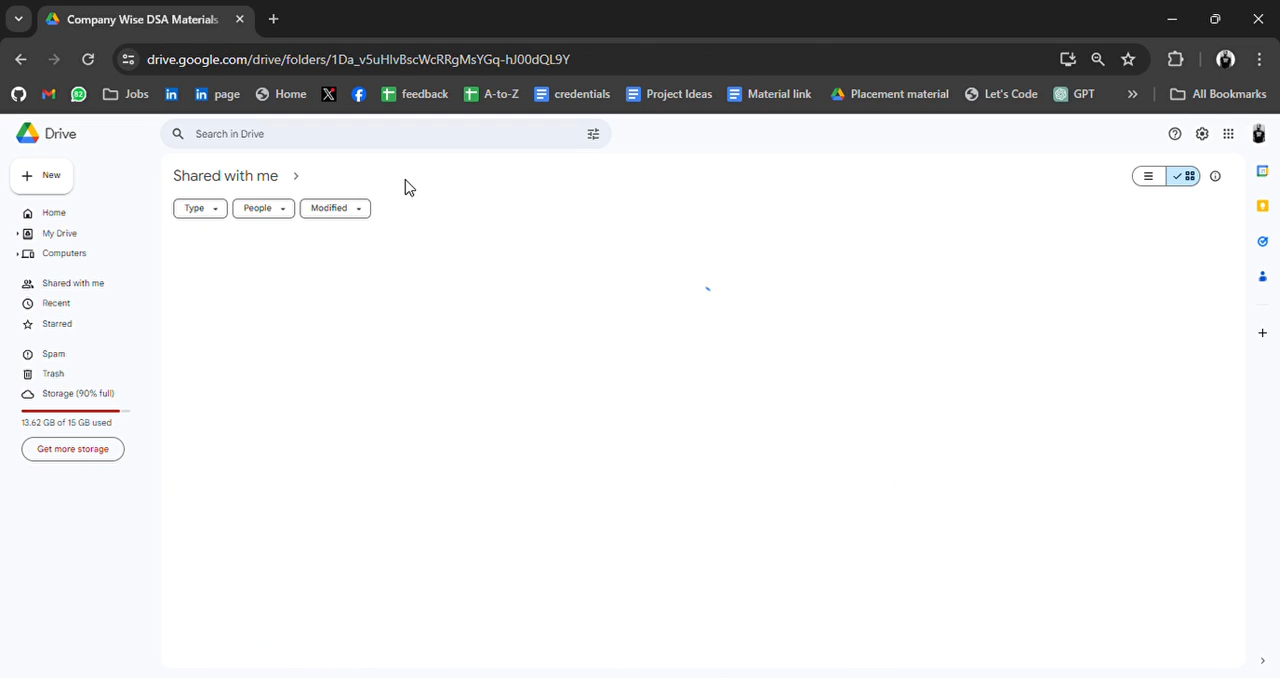 Company Wise DSA Materials
drive.google.com/drive/folders/1Da_v5uHlvBscWcRRgMsYGq-hJ00dQL9Y
82 Jobs in in page Home X feedback A-to-Z credentials Project Ideas Material link Placement material Let's Code GPT All Bookmarks
Drive
Search in Drive
New
Shared with me
Type People Modified
Home
My Drive
Computers
Shared with me
Recent
Starred
Spam
Trash
Storage (90% full)
13.62 GB of 15 GB used
Get more storage